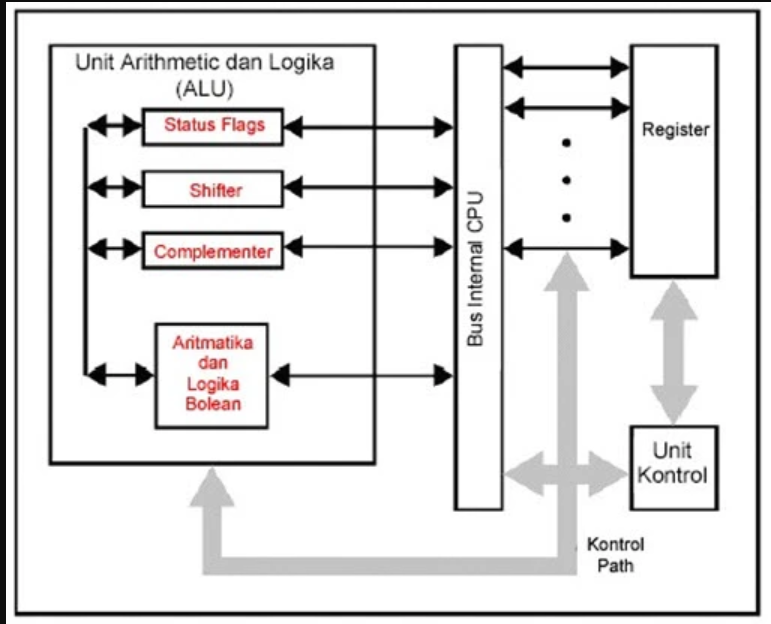 Unit Arithmetic dan Logika
(ALU)
Status Flags
Shifter
Complementer
Aritmatika
dan
Logika
Bolean
Bus Internal CPU
Register
Unit
Kontrol
Kontrol
Path